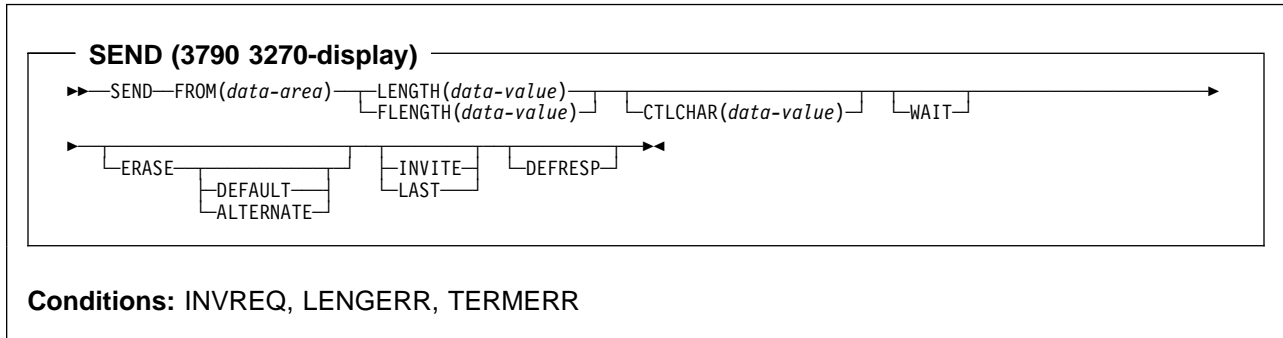 SEND (3790 3270-display)
SEND FROM(data-area) LENGTH(data-value)
FLENGTH(data-value) CTLCHAR(data-value) WAIT
ERASE INVITE DEFRESP
DEFAULT LAST
ALTERNATE
Conditions: INVREQ, LENGERR, TERMERR